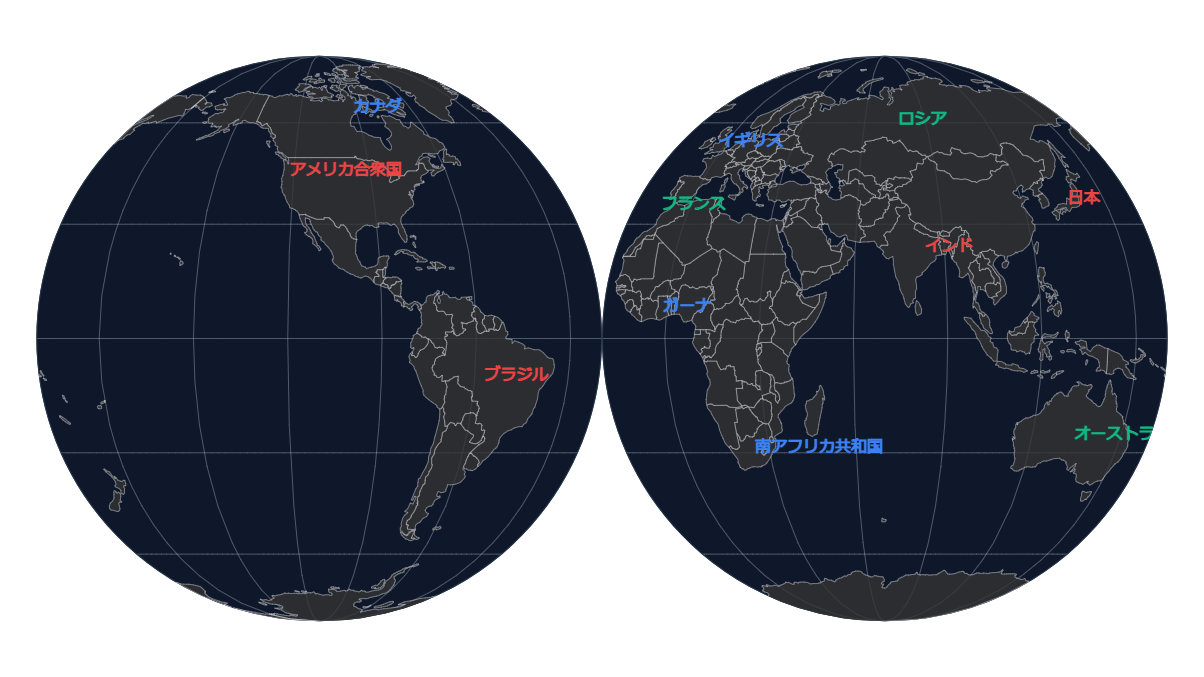 カナダ
アメリカ合衆国
ブラジル
ロシア
イギリス
日本
フランス
インド
ガーナ
オーストラ
南アフリカ共和国